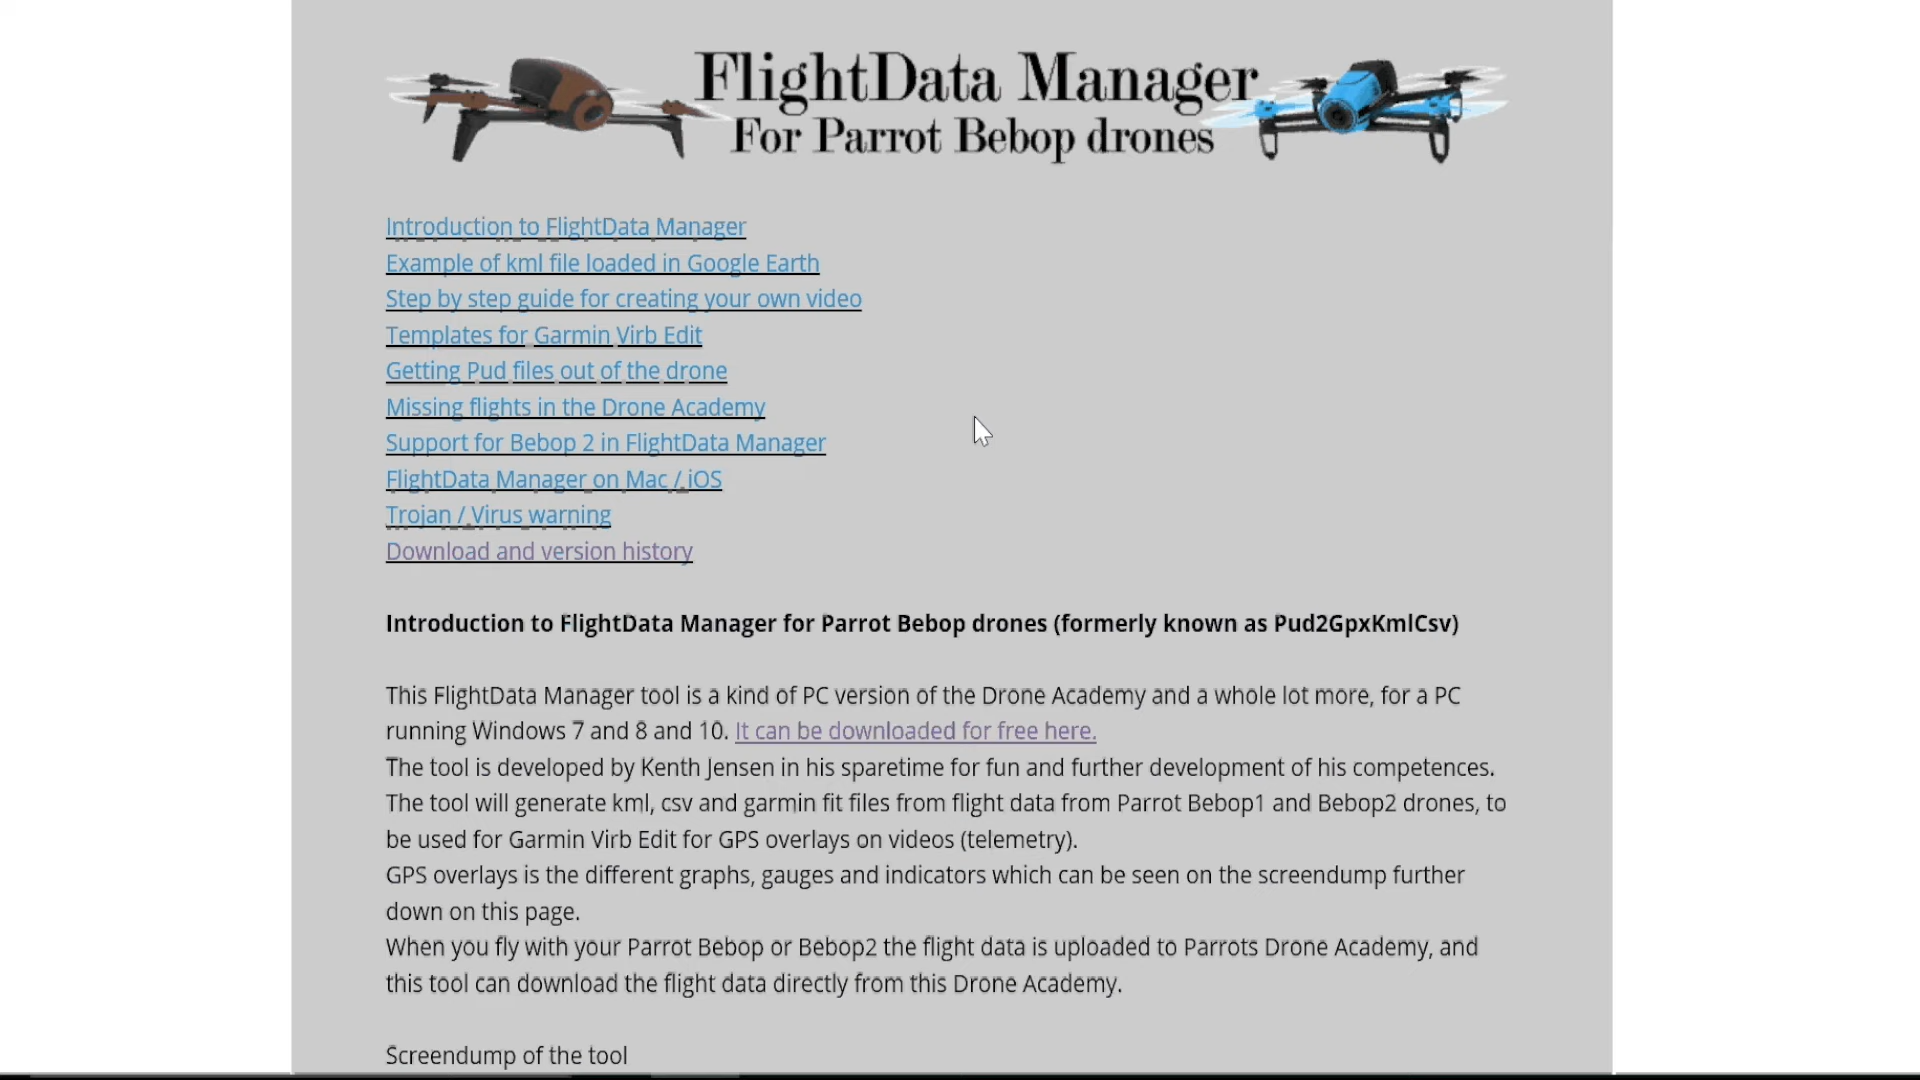 FlightData Manager
For Parrot Bebop drones
Introduction to FlightData Manager
Example of kml file loaded in Google Earth
Step by step guide for creating your own video
Templates for Garmin Virb Edit
Getting Pud files out of the drone
Missing flights in the Drone Academy
Support for Bebop 2 in FlightData Manager
FlightData Manager on Mac / iOS
Trojan / Virus warning
Download and version history
Introduction to FlightData Manager for Parrot Bebop drones (formerly known as Pud2GpxKmlCsv)
This FlightData Manager tool is a kind of PC version of the Drone Academy and a whole lot more, for a PC
running Windows 7 and 8 and 10. It can be downloaded for free here.
The tool is developed by Kenth Jensen in his sparetime for fun and further development of his competences.
The tool will generate kml, csv and garmin fit files from flight data from Parrot Bebop1 and Bebop2 drones, to
be used for Garmin Virb Edit for GPS overlays on videos (telemetry).
GPS overlays is the different graphs, gauges and indicators which can be seen on the screendump further
down on this page.
When you fly with your Parrot Bebop or Bebop2 the flight data is uploaded to Parrots Drone Academy, and
this tool can download the flight data directly from this Drone Academy.
Screendump of the tool